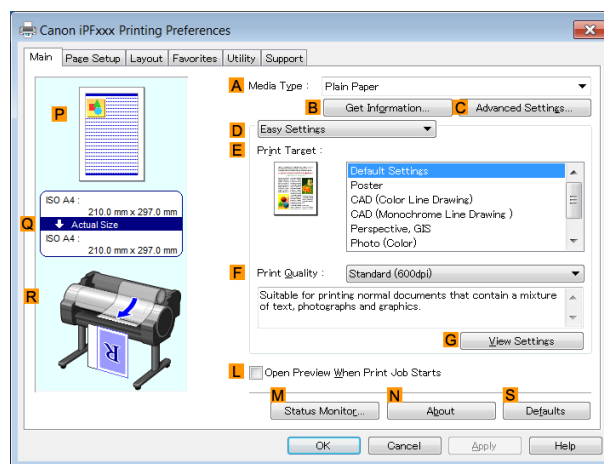 Canon iPFxxx Printing Preferences
Main Page Setup Layout Favorites Utility Support
A Media Type : Plain Paper
B Get Information... C Advanced Settings...
D Easy Settings
E Print Target :
Default Settings
Poster
CAD (Color Line Drawing)
CAD (Monochrome Line Drawing )
Perspective, GIS
Photo (Color)
P
ISO A4 :
210.0 mm x 297.0 mm
Q Actual Size
ISO A4 :
210.0 mm x 297.0 mm
R
R
F Print Quality : Standard (600dpi)
Suitable for printing normal documents that contain a mixture
of text, photographs and graphics.
G View Settings
L Open Preview When Print Job Starts
M N S
Status Monitor... About Defaults
OK Cancel Apply Help